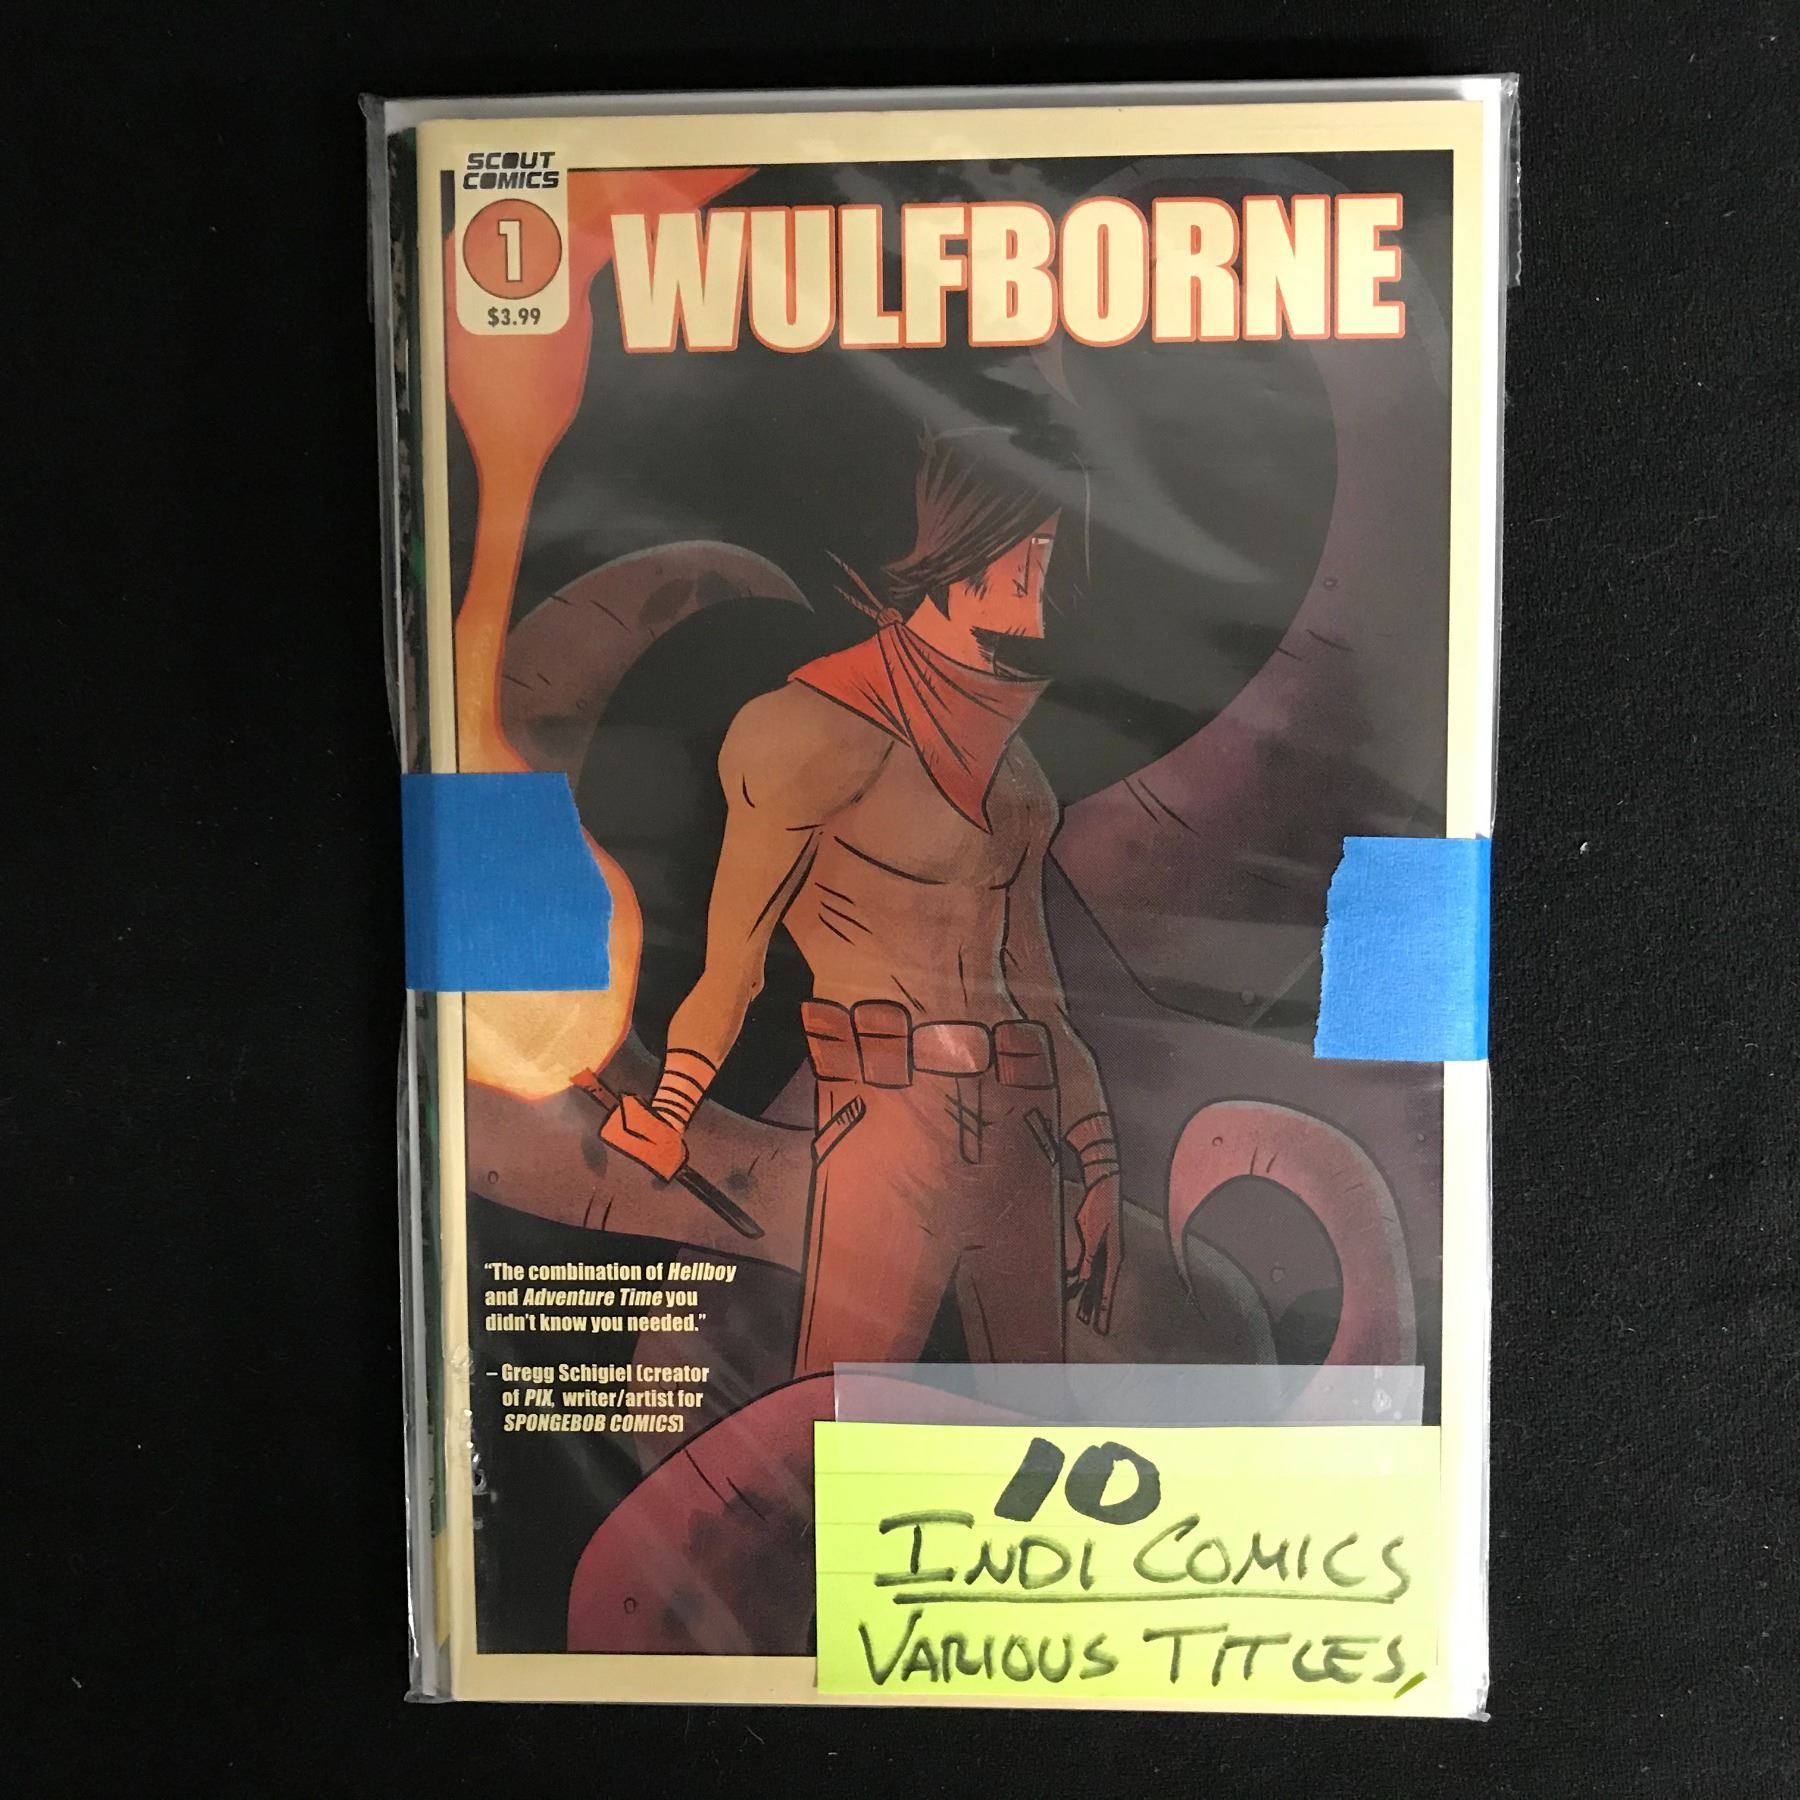 SCOUT
COMICS
1
$3.99
WULFBORNE
“The combination of Hellboy
and Adventure Time you
didn’t know you needed.”
– Gregg Schigiel (creator
of PIX, writer/artist for
SPONGEBOB COMICS)
10
INDI COMICS
VARIOUS TITLES,